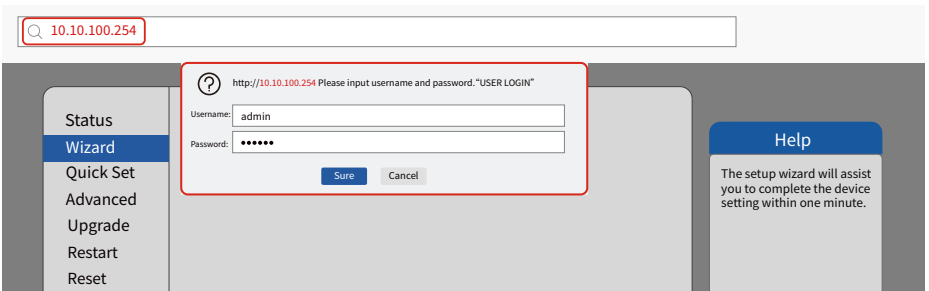 10.10.100.254
http://10.10.100.254 Please input username and password.“USER LOGIN”
Username: admin
Password: ••••••
Sure Cancel
Status
Wizard
Quick Set
Advanced
Upgrade
Restart
Reset
Help
The setup wizard will assist
you to complete the device
setting within one minute.